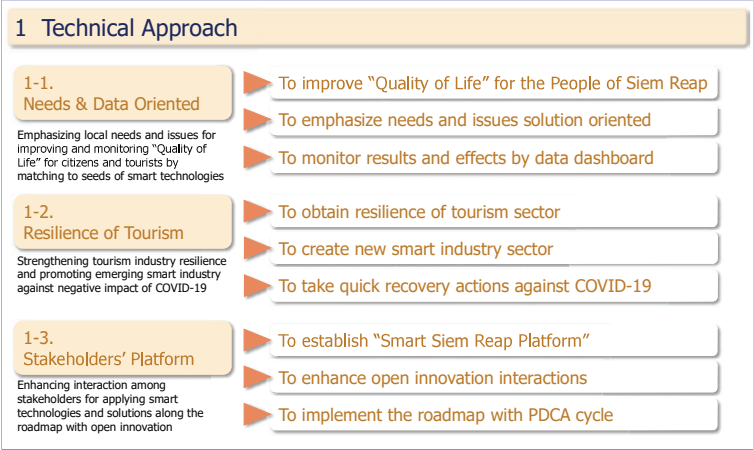 1 Technical Approach
1-1.
Needs & Data Oriented
Emphasizing local needs and issues for
improving and monitoring “Quality of
Life” for citizens and tourists by
matching to seeds of smart technologies
To improve “Quality of Life” for the People of Siem Reap
To emphasize needs and issues solution oriented
To monitor results and effects by data dashboard
1-2.
Resilience of Tourism
Strengthening tourism industry resilience
and promoting emerging smart industry
against negative impact of COVID-19
To obtain resilience of tourism sector
To create new smart industry sector
To take quick recovery actions against COVID-19
1-3.
Stakeholders’ Platform
Enhancing interaction among
stakeholders for applying smart
technologies and solutions along the
roadmap with open innovation
To establish “Smart Siem Reap Platform”
To enhance open innovation interactions
To implement the roadmap with PDCA cycle